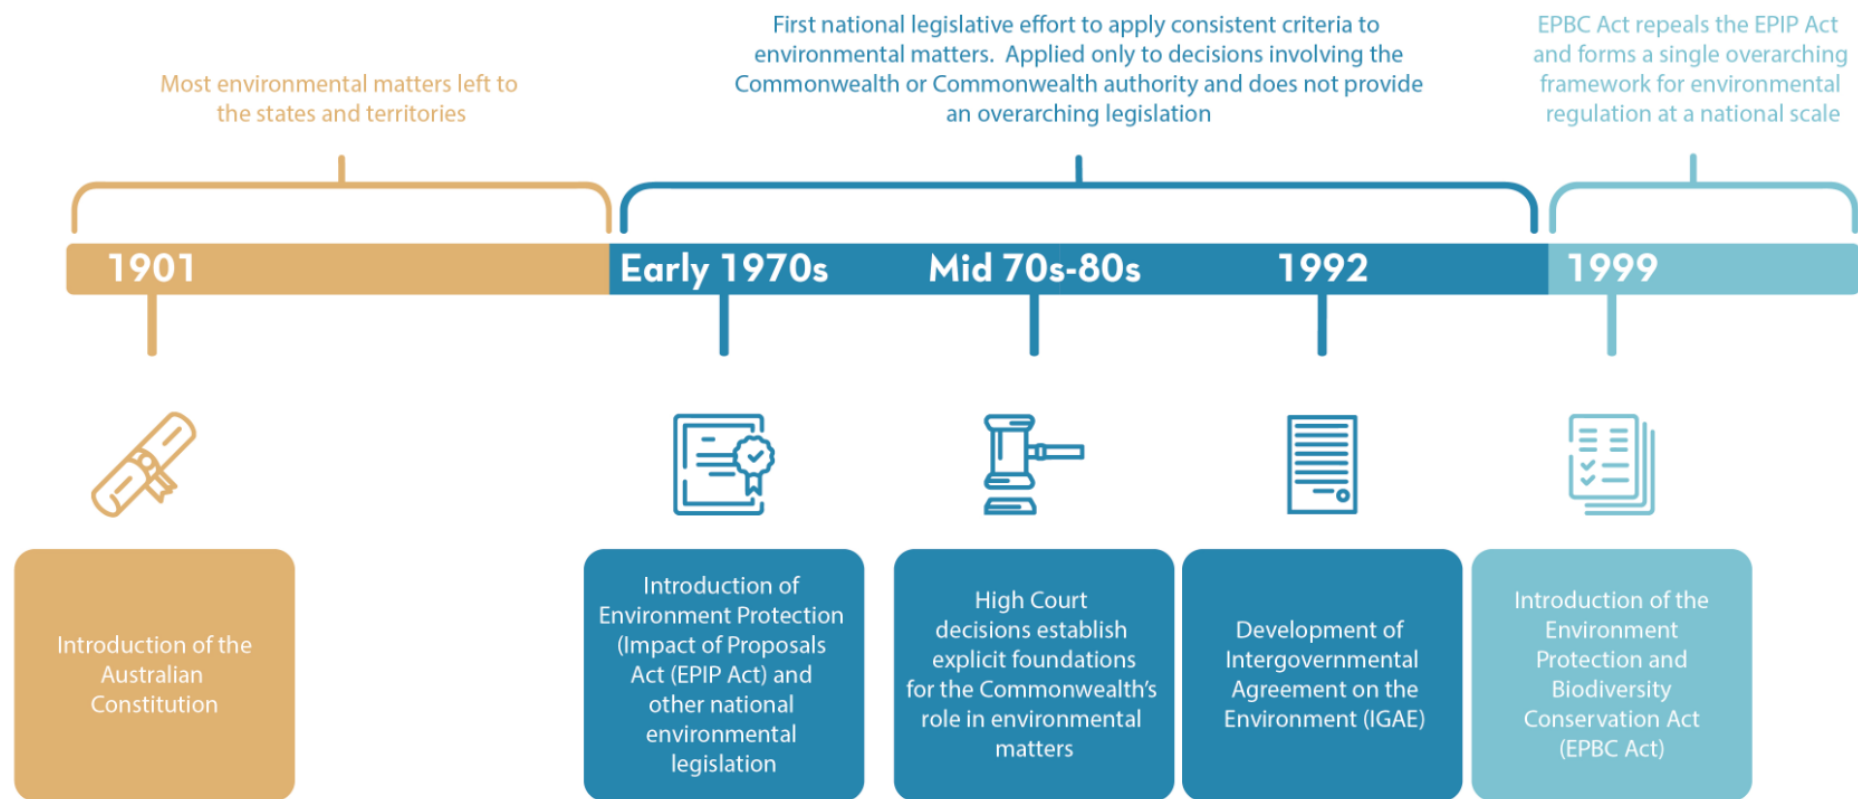 Most environmental matters left to
the states and territories
First national legislative effort to apply consistent criteria to
environmental matters.  Applied only to decisions involving the
Commonwealth or Commonwealth authority and does not provide
an overarching legislation
EPBC Act repeals the EPIP Act
and forms a single overarching
framework for environmental
regulation at a national scale
1901
Early 1970s
Mid 70s-80s
1992
1999
Introduction of the
Australian
Constitution
Introduction of
Environment Protection
(Impact of Proposals
Act (EPIP Act) and
other national
environmental
legislation
High Court
decisions establish
explicit foundations
for the Commonwealth’s
role in environmental
matters
Development of
Intergovernmental
Agreement on the
Environment (IGAE)
Introduction of the
Environment
Protection and
Biodiversity
Conservation Act
(EPBC Act)